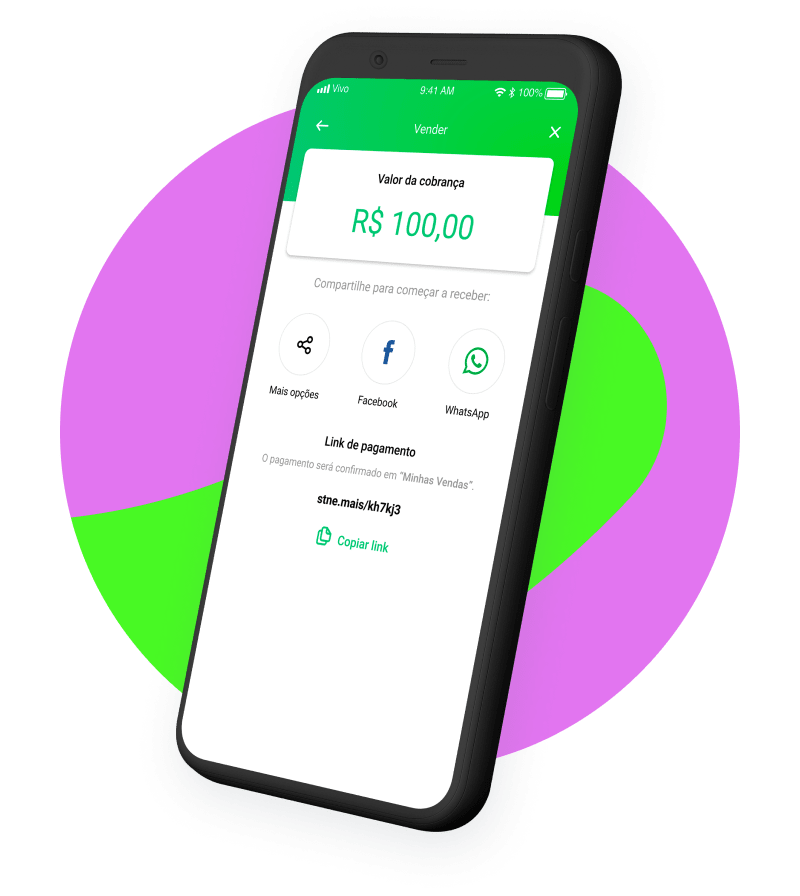 Vivo 9:41 AM 100%
Vender
Valor da cobrança
R$ 100,00
Compartilhe para começar a receber:
Mais opções Facebook WhatsApp
Link de pagamento
O pagamento será confirmado em "Minhas Vendas".
stne.mais/kh7kj3
Copiar link